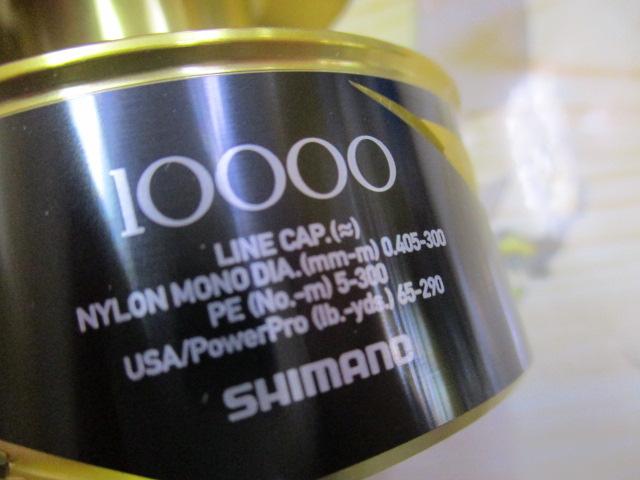 10000
LINE CAP.(≈)
NYLON MONO DIA.(mm-m) 0.405-300
PE (No.-m) 5-300
USA/PowerPro (lb.-yds.) 65-290
SHIMANO